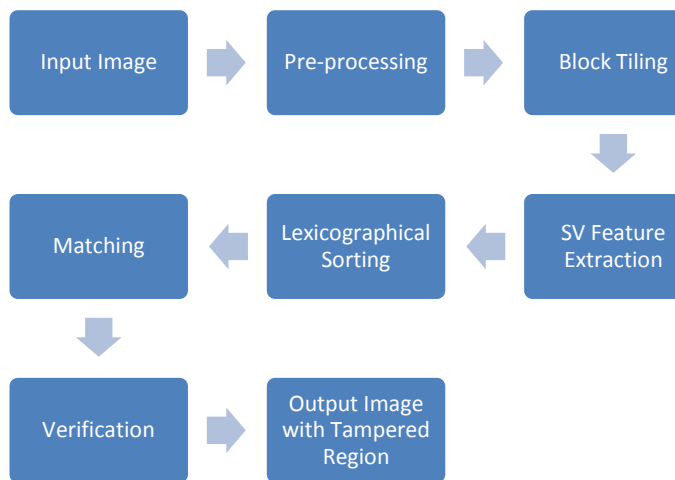 Input Image
Pre-processing
Block Tiling
SV Feature
Extraction
Lexicographical
Sorting
Matching
Verification
Output Image
with Tampered
Region